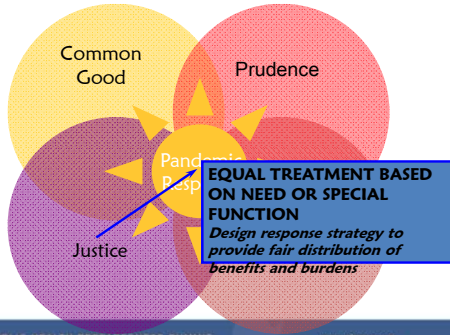 Common
Good
Prudence
Pandemic
EQUAL TREATMENT BASED
ON NEED OR SPECIAL
FUNCTION
Design response strategy to
provide fair distribution of
benefits and burdens
Justice